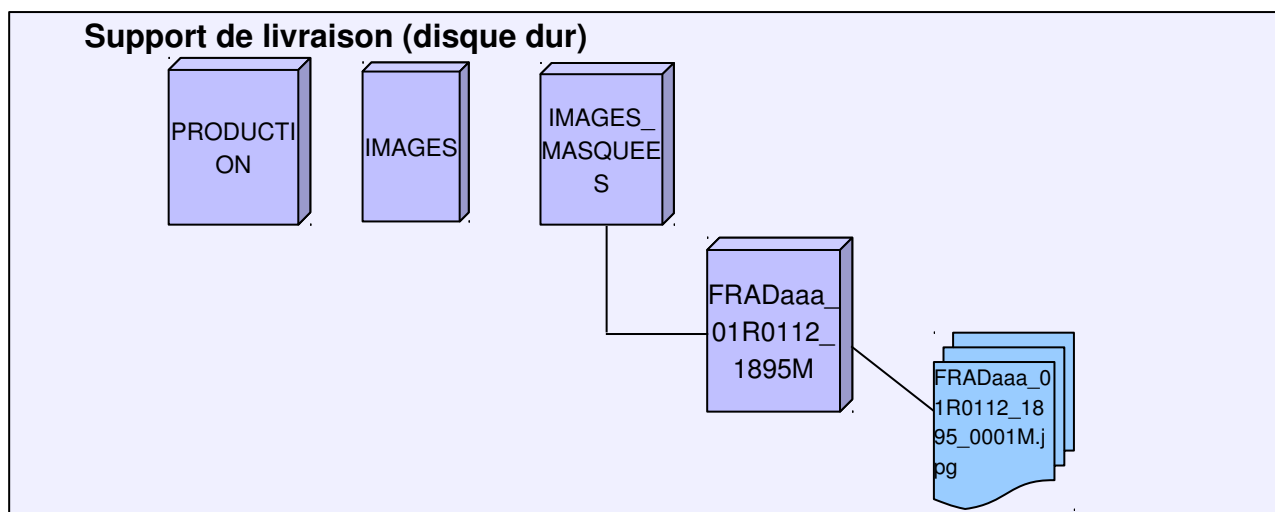 Support de livraison (disque dur)
PRODUCTI
ON
IMAGES
IMAGES_
MASQUEE
S
FRADaaa_
01R0112_
1895M
FRADaaa_0
1R0112_18
95_0001M.j
pg